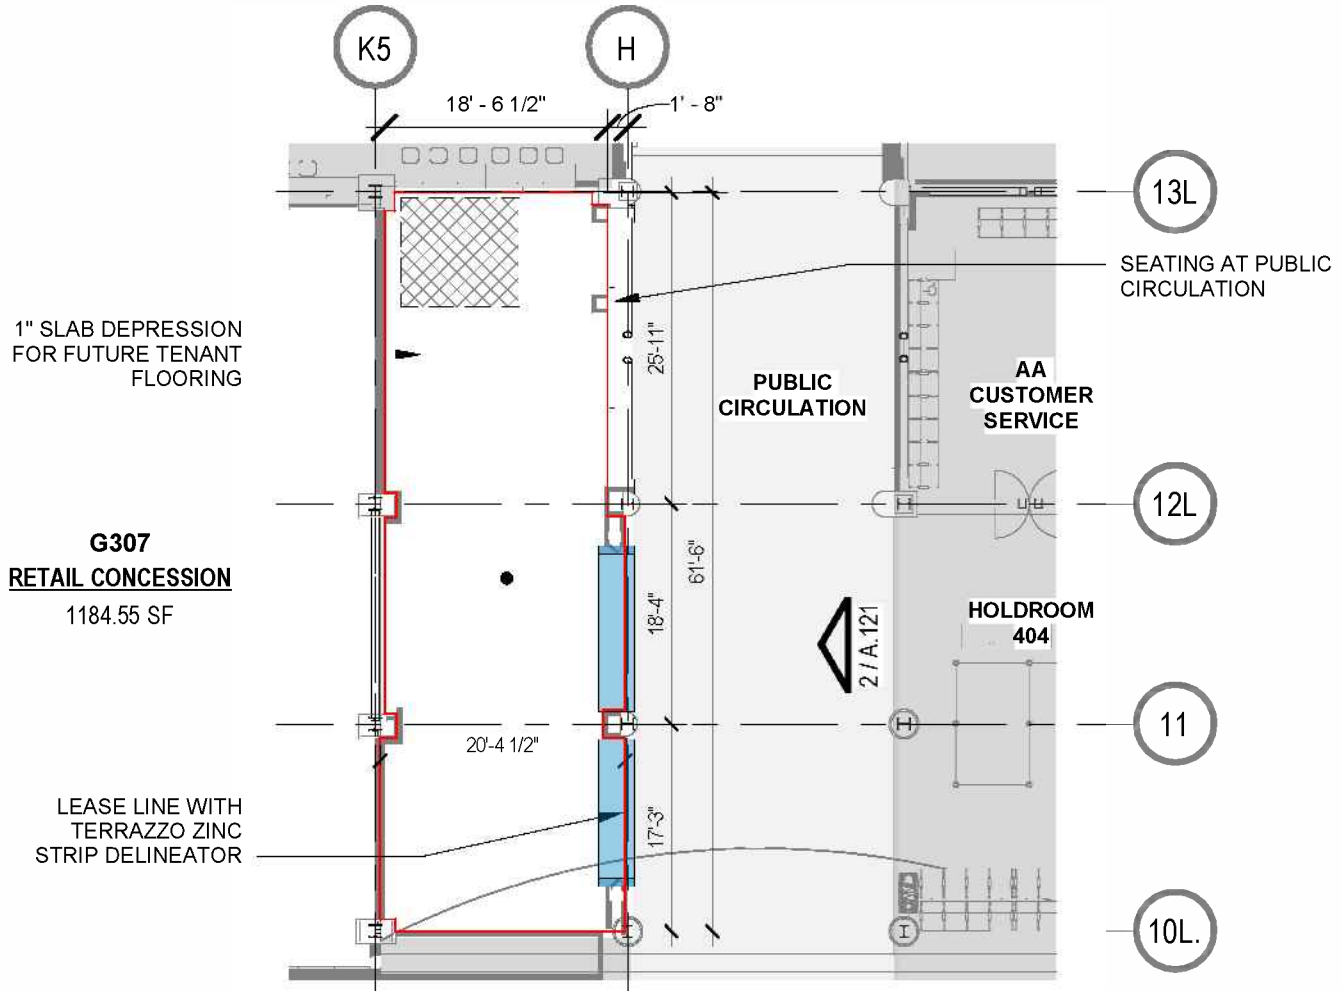 K5
H
18' - 6 1/2"
1' - 8"
13L
SEATING AT PUBLIC
CIRCULATION
1" SLAB DEPRESSION
FOR FUTURE TENANT
FLOORING
25'-11"
PUBLIC
CIRCULATION
AA
CUSTOMER
SERVICE
12L
G307
RETAIL CONCESSION
1184.55 SF
61'-6"
18'-4"
2 / A.121
HOLDROOM
404
11
20'-4 1/2"
LEASE LINE WITH
TERRAZZO ZINC
STRIP DELINEATOR
17'-3"
10L.